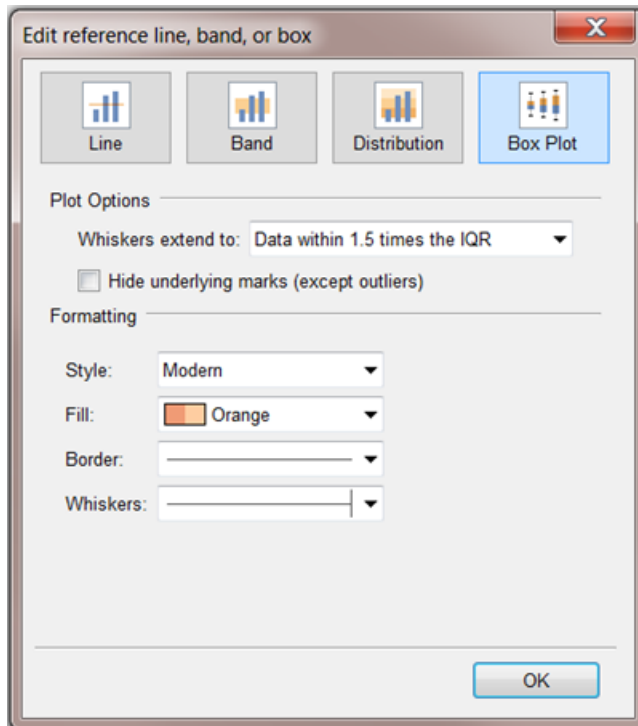 Edit reference line, band, or box
Line Band Distribution Box Plot
Plot Options
Whiskers extend to: Data within 1.5 times the IQR
Hide underlying marks (except outliers)
Formatting
Style: Modern
Fill: Orange
Border:
Whiskers:
OK